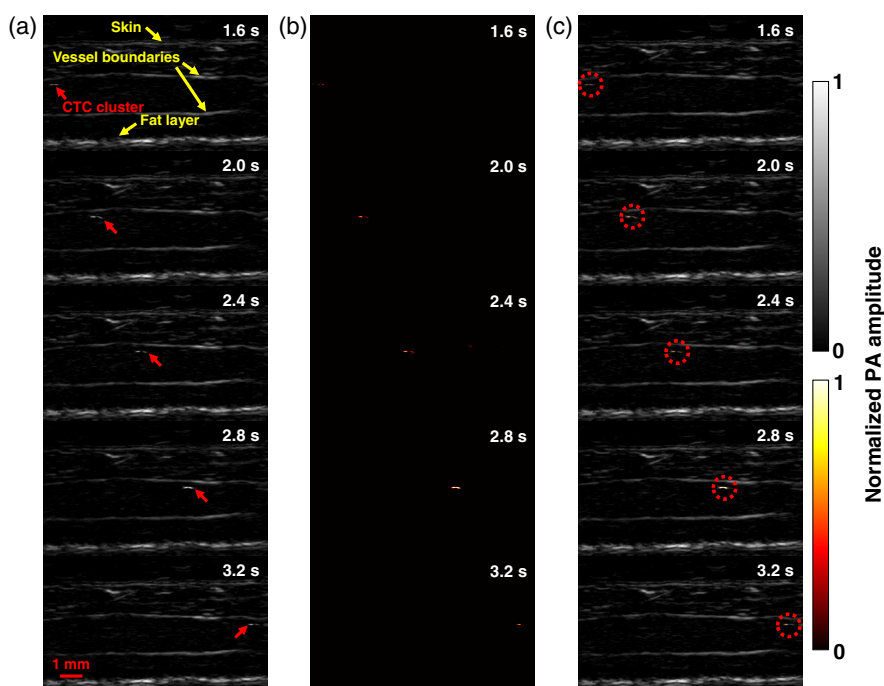 (a)
Skin
1.6 s
Vessel boundaries
CTC cluster
Fat layer
2.0 s
2.4 s
2.8 s
3.2 s
1 mm
(b)
1.6 s
2.0 s
2.4 s
2.8 s
3.2 s
(c)
1.6 s
2.0 s
2.4 s
2.8 s
3.2 s
1
0
1
0
Normalized PA amplitude